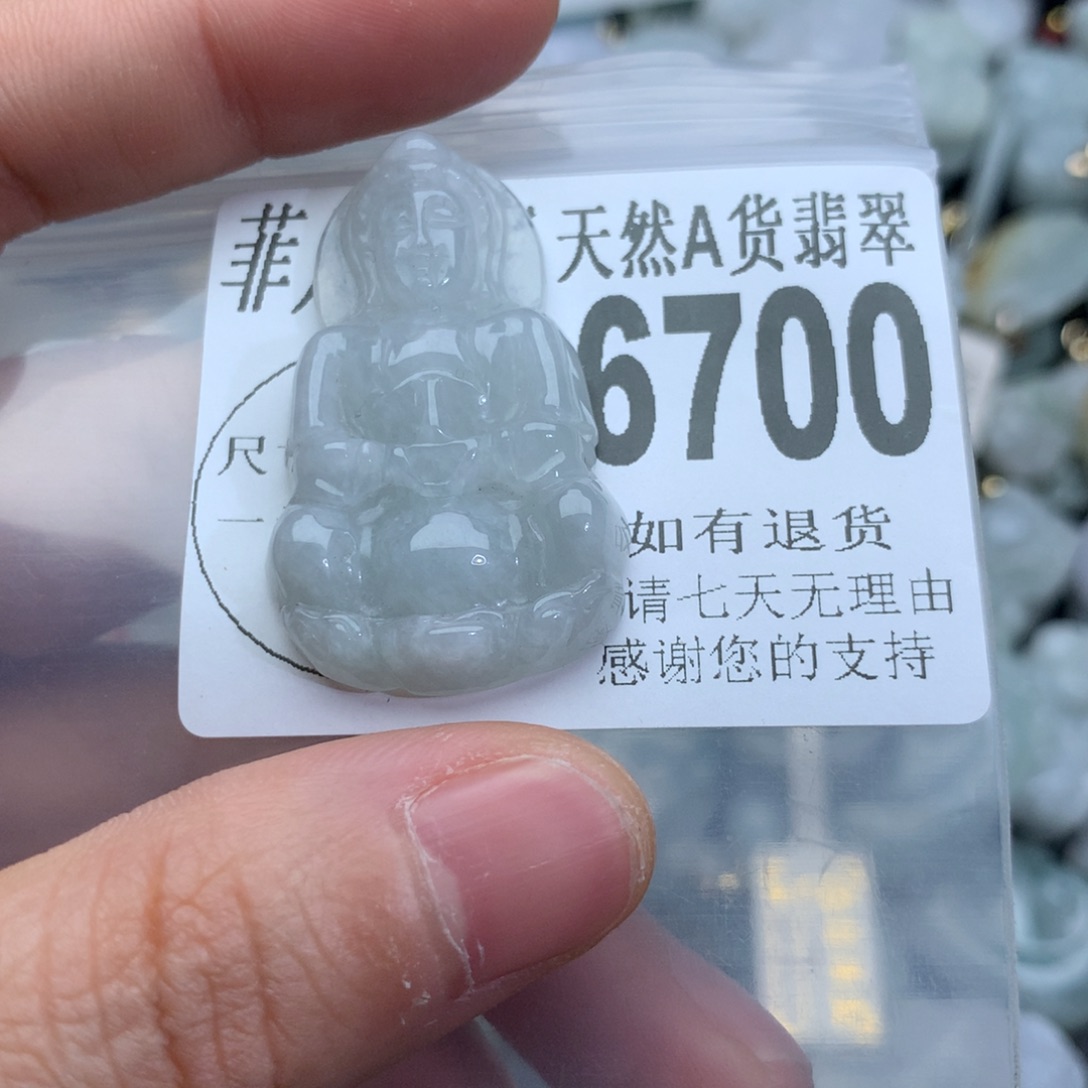 菲
天然A货翡翠
6700
尺
一
如有退货
请七天无理由
感谢您的支持